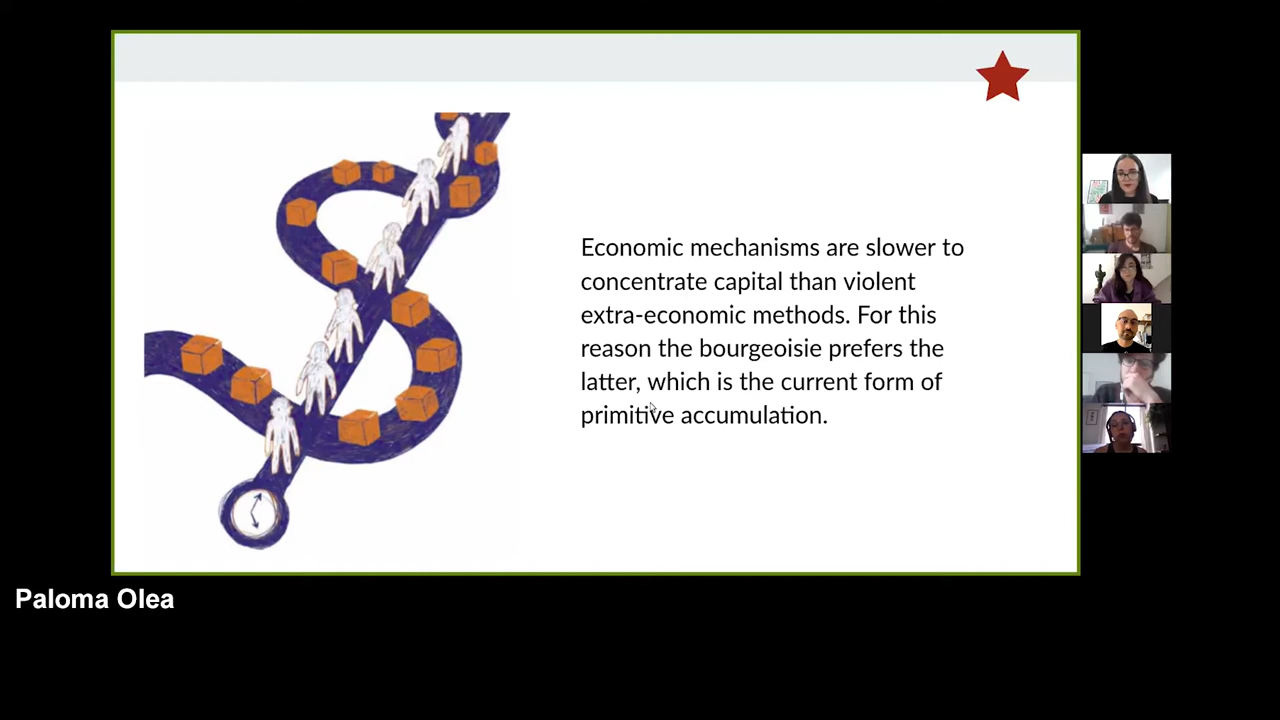 Economic mechanisms are slower to
concentrate capital than violent
extra-economic methods. For this
reason the bourgeoisie prefers the
latter, which is the current form of
primitive accumulation.
Paloma Olea